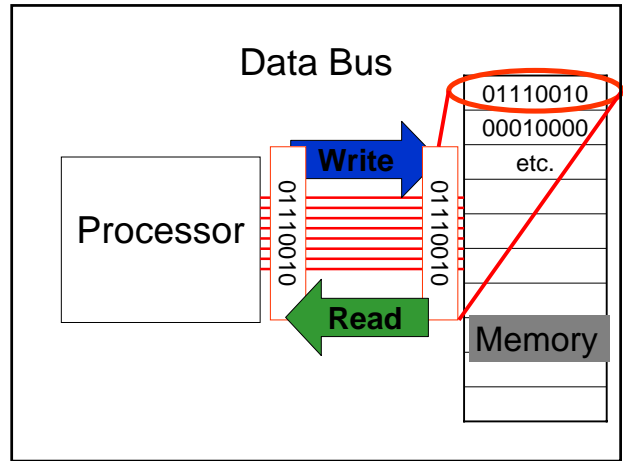 Data Bus
01110010
00010000
etc.
Write
Processor
01110010
01110010
Read
Memory